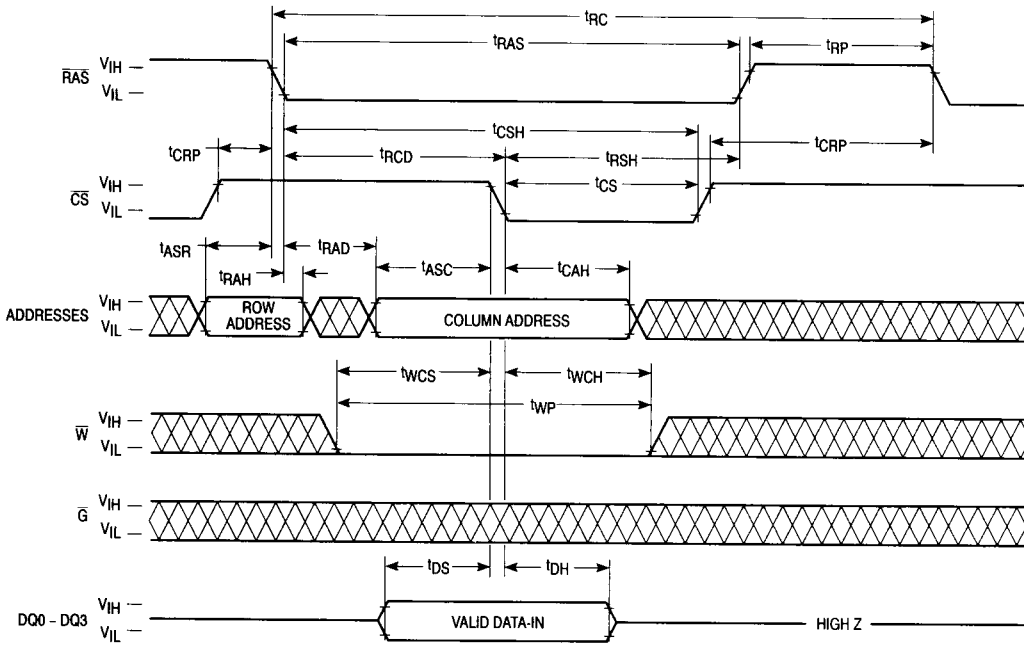 tRC
tRAS
tRP
RAS VIH
VIL
tCSH
tCRP
tRCD
tRSH
tCRP
CS VIH
VIL
tCS
tASR
tRAD
tRAH
tASC
tCAH
ADDRESSES VIH
VIL
ROW
ADDRESS
COLUMN ADDRESS
tWCS
tWCH
tWP
W VIH
VIL
G VIH
VIL
tDS
tDH
DQ0 – DQ3 VIH
VIL
VALID DATA-IN
HIGH Z